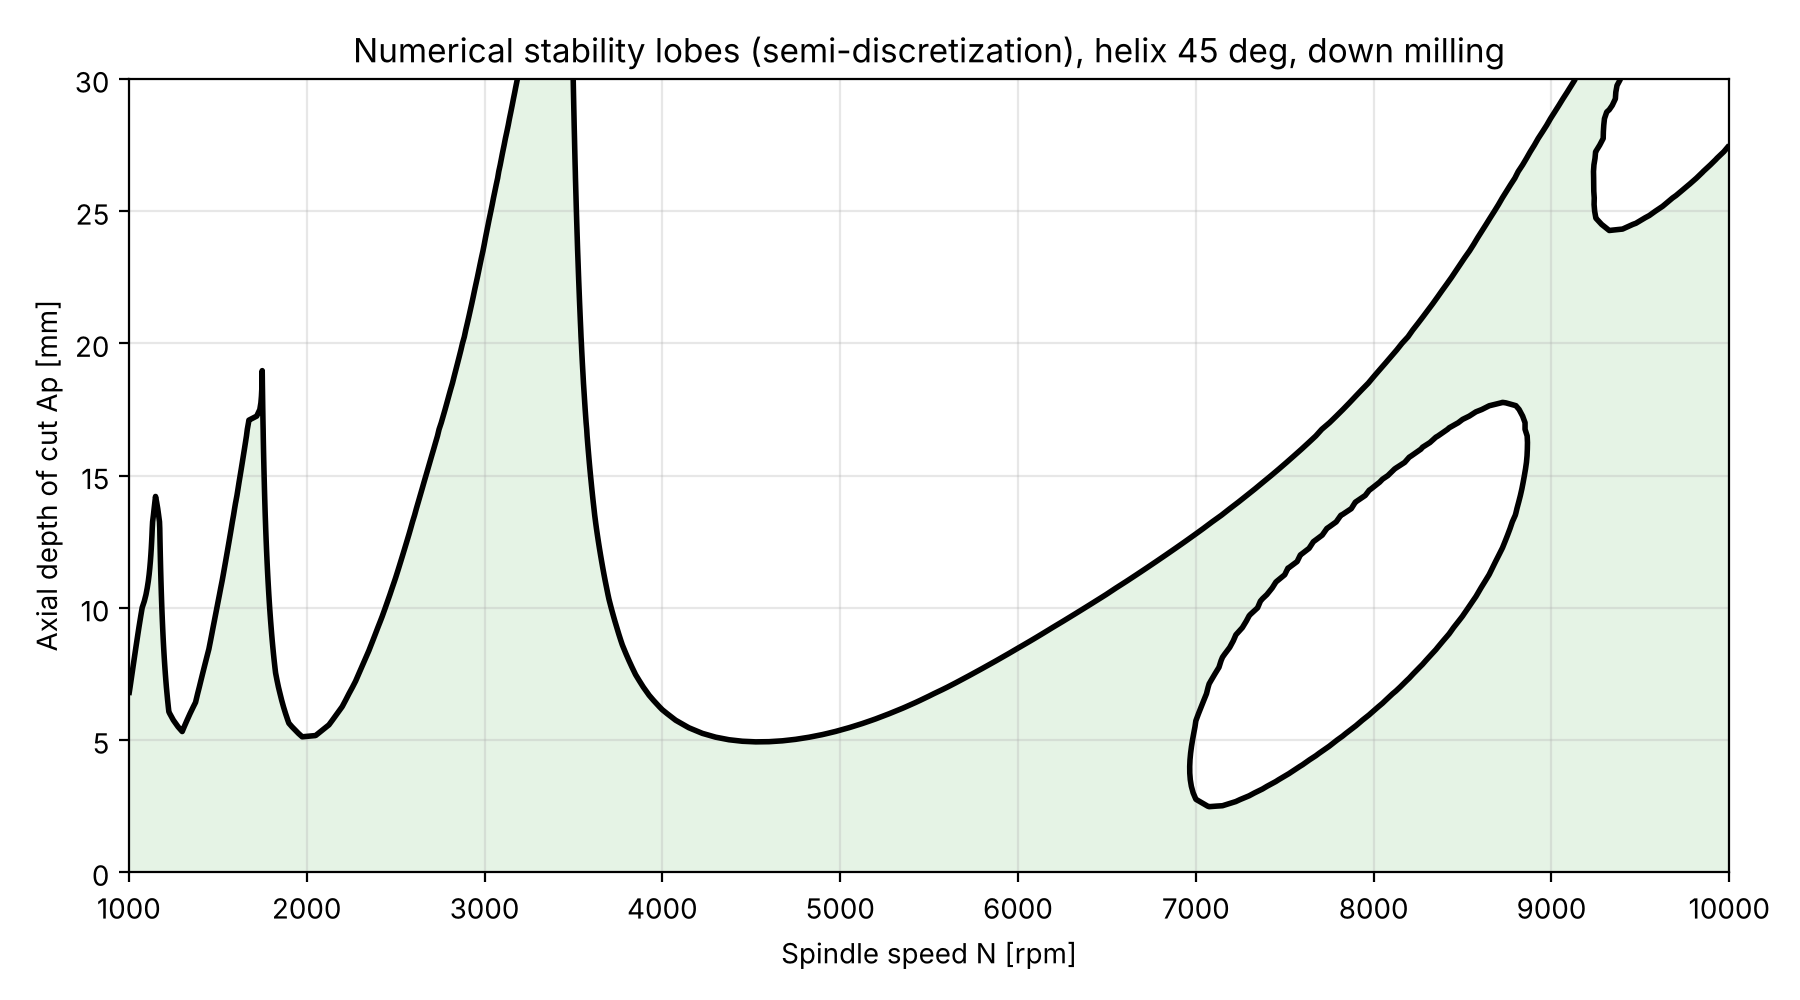 Numerical stability lobes (semi-discretization), helix 45 deg, down milling
Axial depth of cut Ap [mm]
30
25
20
15
10
5
0
1000 2000 3000 4000 5000 6000 7000 8000 9000 10000
Spindle speed N [rpm]